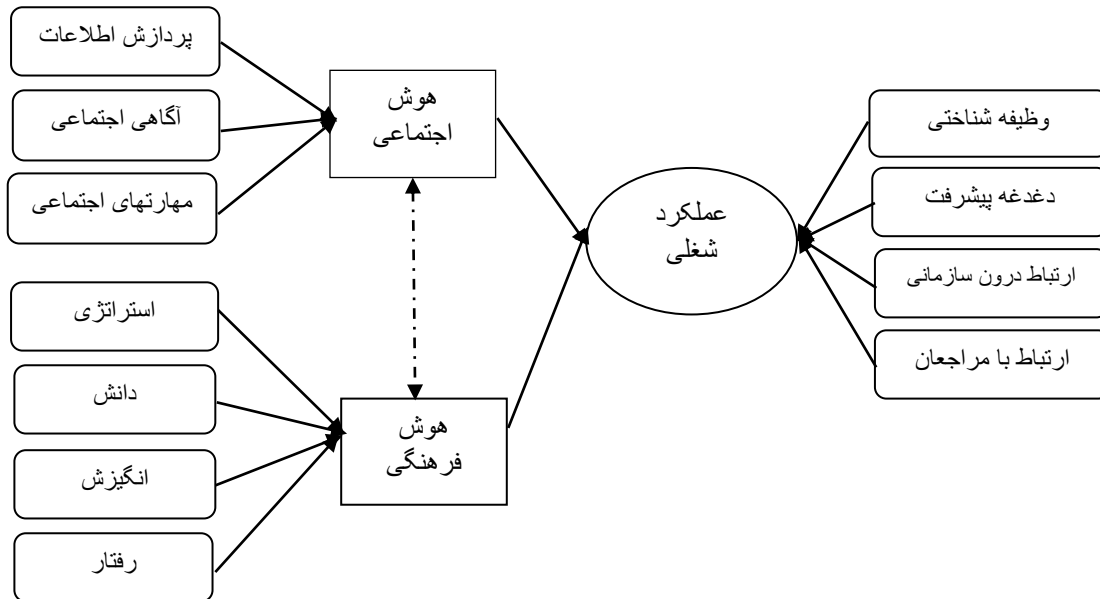 پردازش اطلاعات
آگاهی اجتماعی
مهارتهای اجتماعی
هوش
اجتماعی
استراتژی
دانش
انگیزش
رفتار
هوش
فرهنگی
عملکرد
شغلی
وظیفه شناختی
دغدغه پیشرفت
ارتباط درون سازمانی
ارتباط با مراجعان